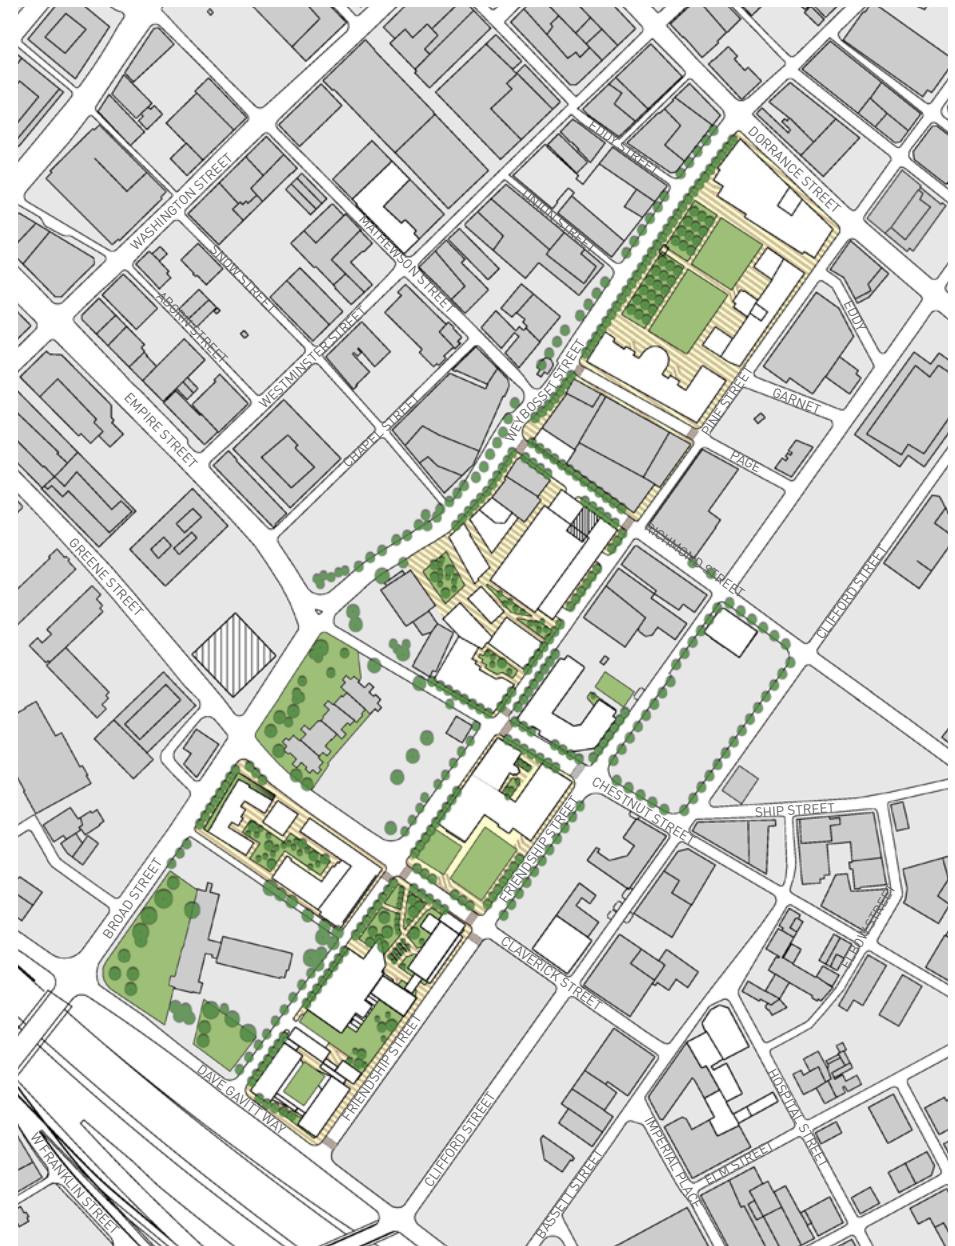 DORRANCE STREET
EDDY STREET
WASHINGTON STREET
UNION STREET
MATHEWSON STREET
SNOW STREET
ABORN STREET
EDDY
WESTMINSTER STREET
WEYBOSSET STREET
PINE STREET
GARNET
EMPIRE STREET
CHAPEL STREET
PAGE
RICHMOND STREET
GREENE STREET
CLIFFORD STREET
CHESTNUT STREET
SHIP STREET
FRIENDSHIP STREET
BROAD STREET
ELBOW STREET
CLAVERICK STREET
FRIENDSHIP STREET
DAVE GAVITT WAY
HOSPITAL STREET
CLIFFORD STREET
IMPERIAL PLACE
ELM STREET
W FRANKLIN STREET
BASSETT STREET